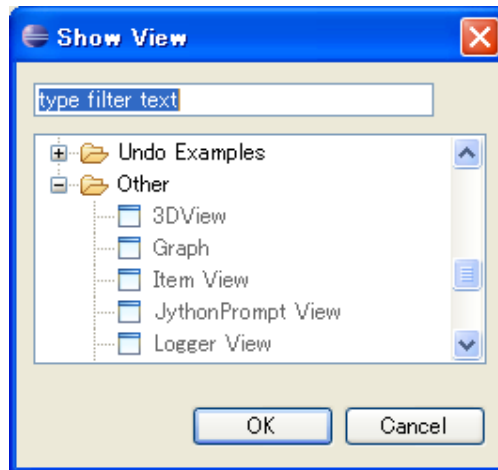 Show View
type filter text
Undo Examples
Other
3DView
Graph
Item View
JythonPrompt View
Logger View
OK Cancel